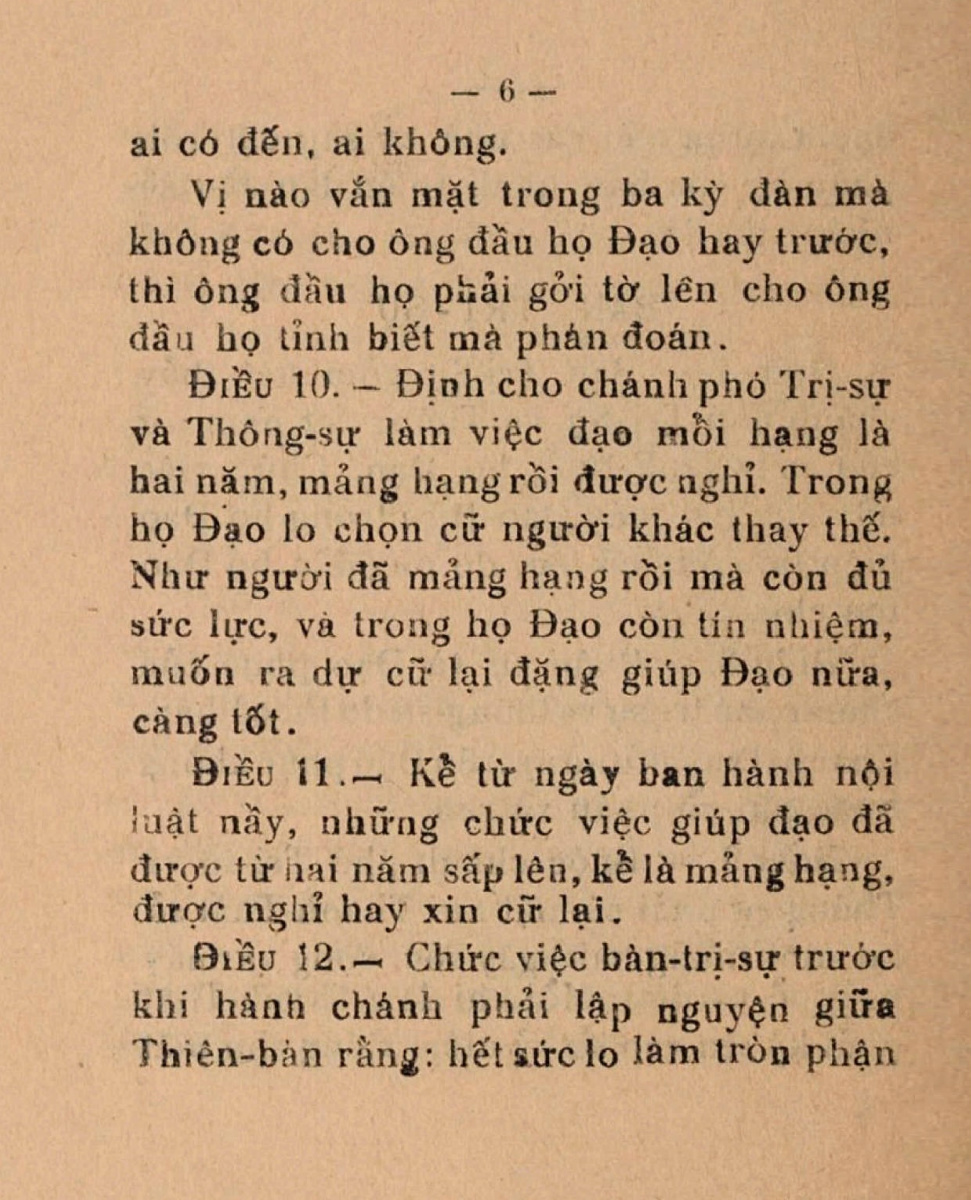 — 6 —
ai có đến, ai không.
Vị nào vắn mặt trong ba kỳ đàn mà
không có cho ông đầu họ Đạo hay trước,
thì ông đầu họ phải gởi tờ lên cho ông
đầu họ tỉnh biết mà phán đoán.
ĐIỀU 10. — Định cho chánh phó Trị-sự
và Thông-sự làm việc đạo mỗi hạng là
hai năm, mảng hạng rồi được nghỉ. Trong
họ Đạo lo chọn cữ người khác thay thế.
Như người đã mảng hạng rồi mà còn đủ
sức lực, và trong họ Đạo còn tín nhiệm,
muốn ra dự cữ lại đặng giúp Đạo nữa,
càng tốt.
ĐIỀU 11.— Kể từ ngày ban hành nội
luật nầy, những chức việc giúp đạo đã
được từ hai năm sấp lên, kể là mảng hạng,
được nghỉ hay xin cữ lại.
ĐIỀU 12.— Chức việc bàn-trị-sự trước
khi hành chánh phải lập nguyện giữa
Thiên-bàn rằng: hết sức lo làm tròn phận